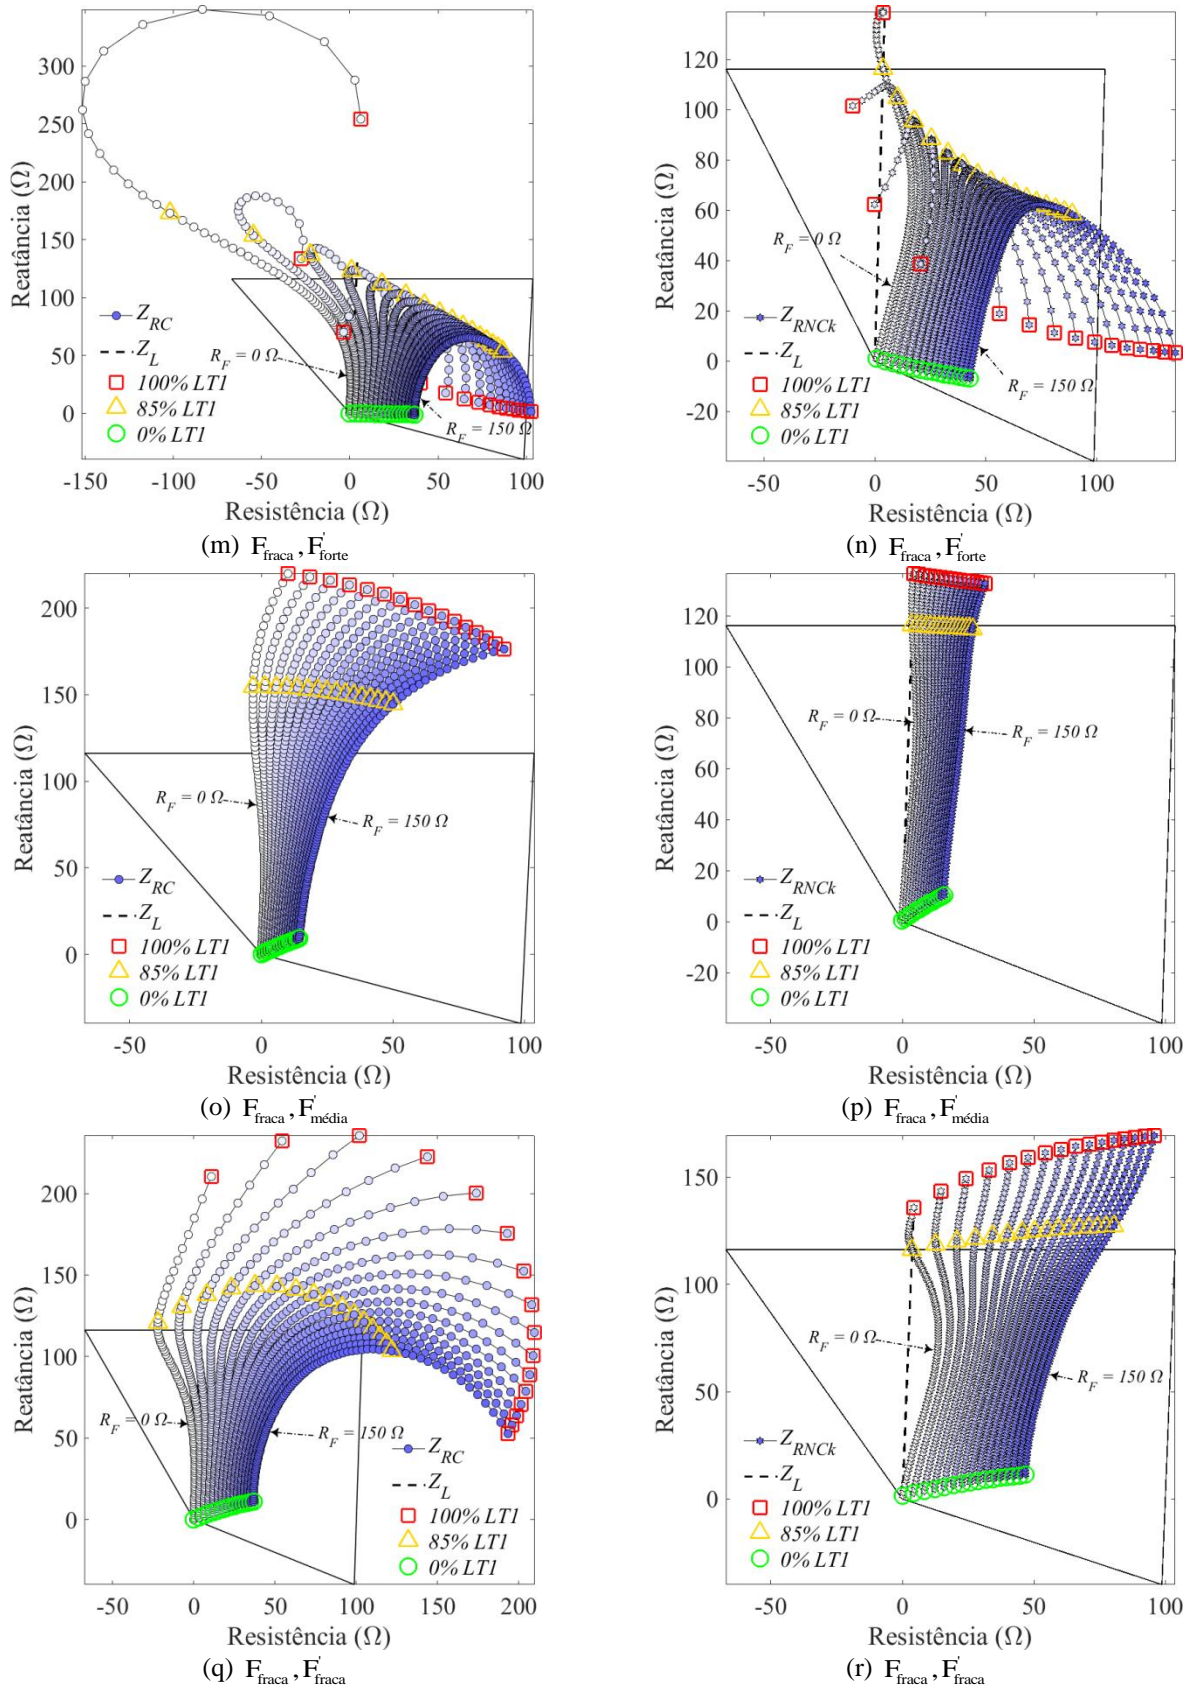 Reatância (Ω)
350
300
250
200
150
100
50
0
R_F = 0 Ω
R_F = 150 Ω
Z_RC
Z_L
100% LT1
85% LT1
0% LT1
-150 -100 -50 0 50 100
Resistência (Ω)
(m) F_fraca , F'_forte
Reatância (Ω)
120
100
80
60
40
20
0
-20
R_F = 0 Ω
R_F = 150 Ω
Z_RNCk
Z_L
100% LT1
85% LT1
0% LT1
-50 0 50 100
Resistência (Ω)
(n) F_fraca , F'_forte
Reatância (Ω)
200
150
100
50
0
R_F = 0 Ω
R_F = 150 Ω
Z_RC
Z_L
100% LT1
85% LT1
0% LT1
-50 0 50 100
Resistência (Ω)
(o) F_fraca , F'_média
Reatância (Ω)
120
100
80
60
40
20
0
-20
R_F = 0 Ω
R_F = 150 Ω
Z_RNCk
Z_L
100% LT1
85% LT1
0% LT1
-50 0 50 100
Resistência (Ω)
(p) F_fraca , F'_média
Reatância (Ω)
200
150
100
50
0
R_F = 0 Ω
R_F = 150 Ω
Z_RC
Z_L
100% LT1
85% LT1
0% LT1
-50 0 50 100 150 200
Resistência (Ω)
(q) F_fraca , F'_fraca
Reatância (Ω)
150
100
50
0
R_F = 0 Ω
R_F = 150 Ω
Z_RNCk
Z_L
100% LT1
85% LT1
0% LT1
-50 0 50 100
Resistência (Ω)
(r) F_fraca , F'_fraca